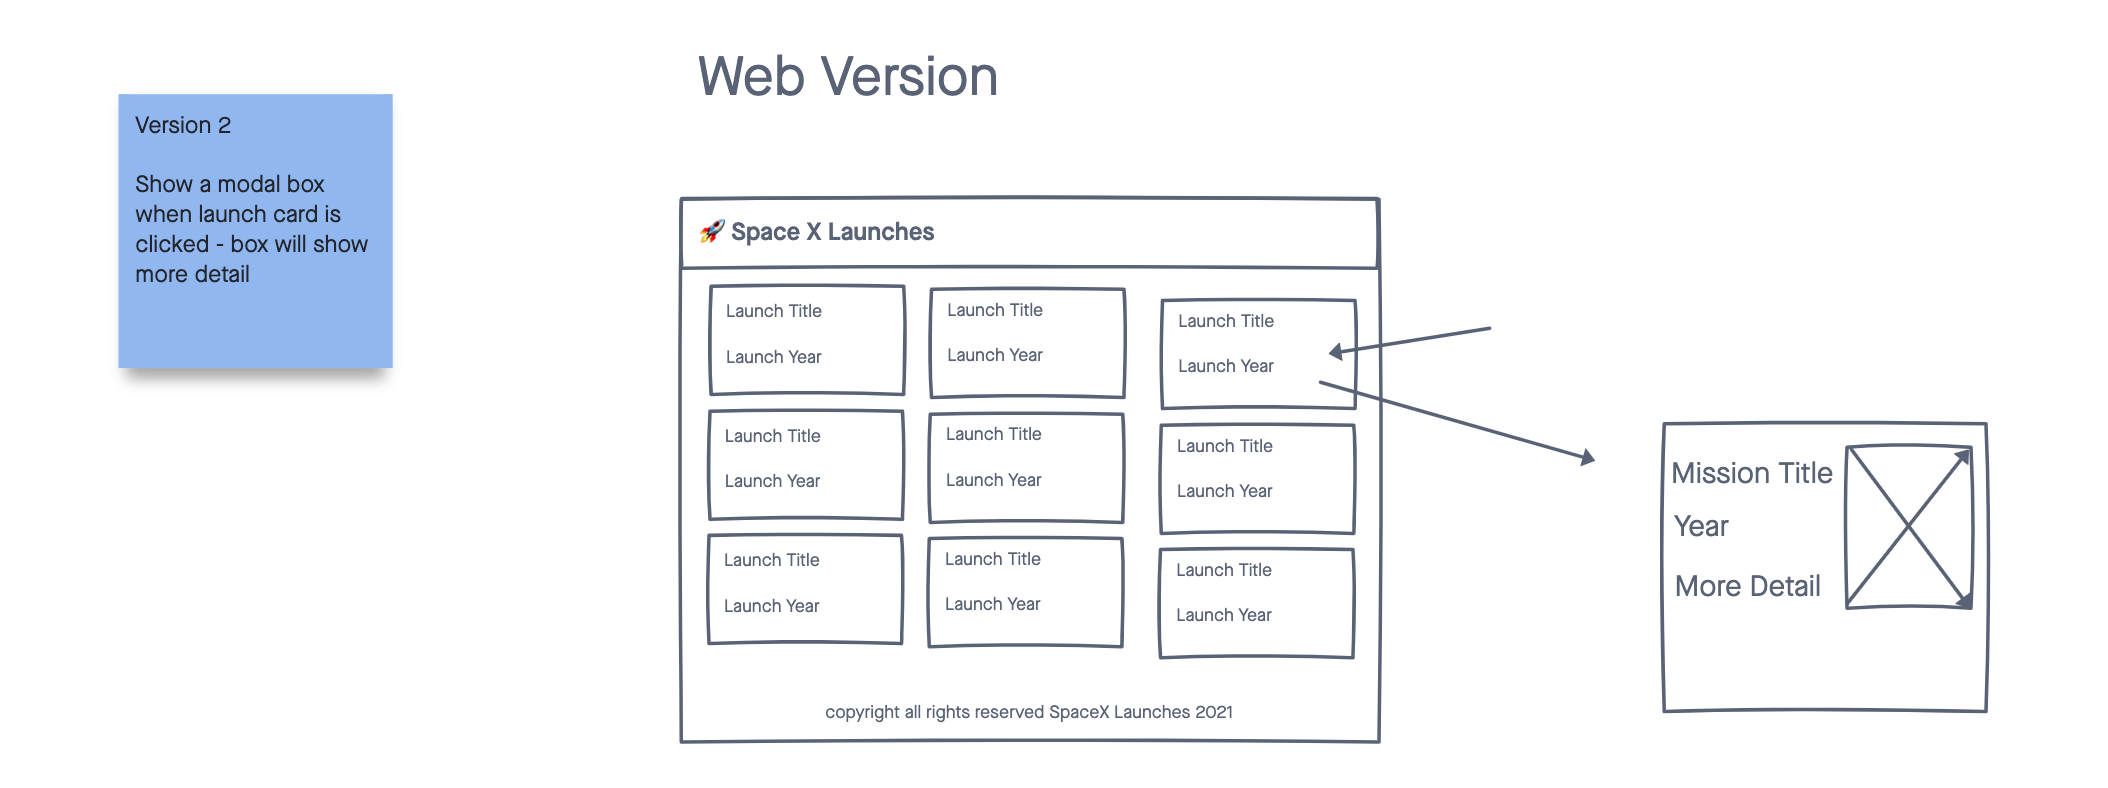 Web Version
Version 2
Show a modal box
when launch card is
clicked - box will show
more detail
🚀 Space X Launches
Launch Title
Launch Year
Launch Title
Launch Year
Launch Title
Launch Year
Launch Title
Launch Year
Launch Title
Launch Year
Launch Title
Launch Year
Launch Title
Launch Year
Launch Title
Launch Year
Launch Title
Launch Year
copyright all rights reserved SpaceX Launches 2021
Mission Title
Year
More Detail